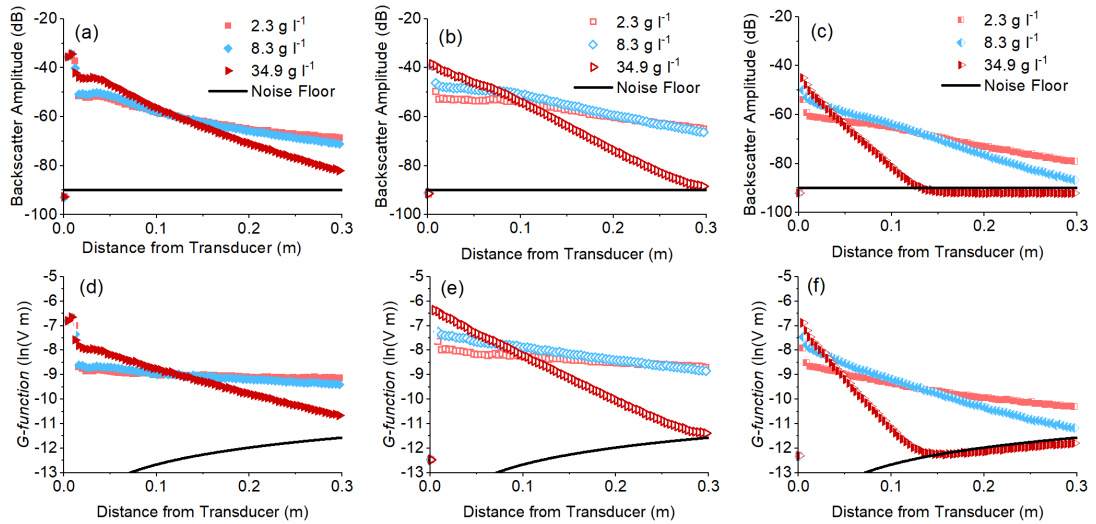 (a)
2.3 g l⁻¹
8.3 g l⁻¹
34.9 g l⁻¹
Noise Floor
Backscatter Amplitude (dB)
-20
-40
-60
-80
-100
0.0 0.1 0.2 0.3
Distance from Transducer (m)
(b)
2.3 g l⁻¹
8.3 g l⁻¹
34.9 g l⁻¹
Noise Floor
Backscatter Amplitude (dB)
-20
-40
-60
-80
-100
0.0 0.1 0.2 0.3
Distance from Transducer (m)
(c)
2.3 g l⁻¹
8.3 g l⁻¹
34.9 g l⁻¹
Noise Floor
Backscatter Amplitude (dB)
-20
-40
-60
-80
-100
0.0 0.1 0.2 0.3
Distance from Transducer (m)
(d)
G-function (ln(V m))
-5
-6
-7
-8
-9
-10
-11
-12
-13
0.0 0.1 0.2 0.3
Distance from Transducer (m)
(e)
G-function (ln(V m))
-5
-6
-7
-8
-9
-10
-11
-12
-13
0.0 0.1 0.2 0.3
Distance from Transducer (m)
(f)
G-function (ln(V m))
-5
-6
-7
-8
-9
-10
-11
-12
-13
0.0 0.1 0.2 0.3
Distance from Transducer (m)